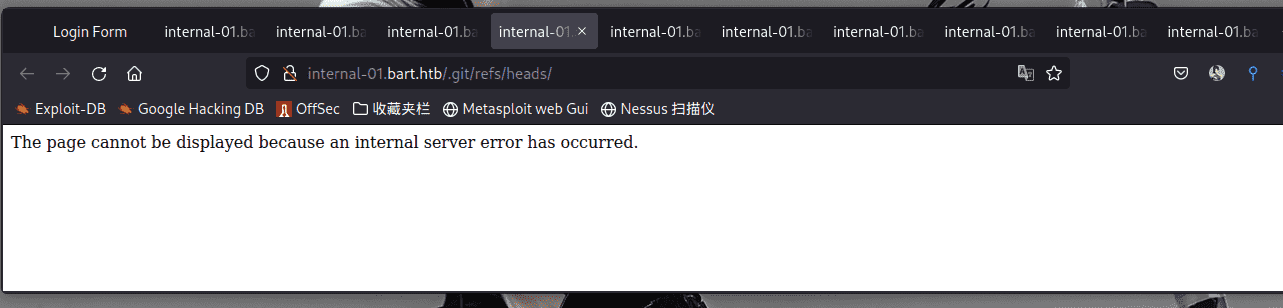 Login Form internal-01.ba internal-01.ba internal-01.ba internal-01. × internal-01.ba internal-01.ba internal-01.ba internal-01.ba internal-01.ba internal-01.ba
internal-01.bart.htb/.git/refs/heads/
Exploit-DB Google Hacking DB OffSec 收藏夹栏 Metasploit web Gui Nessus 扫描仪
The page cannot be displayed because an internal server error has occurred.